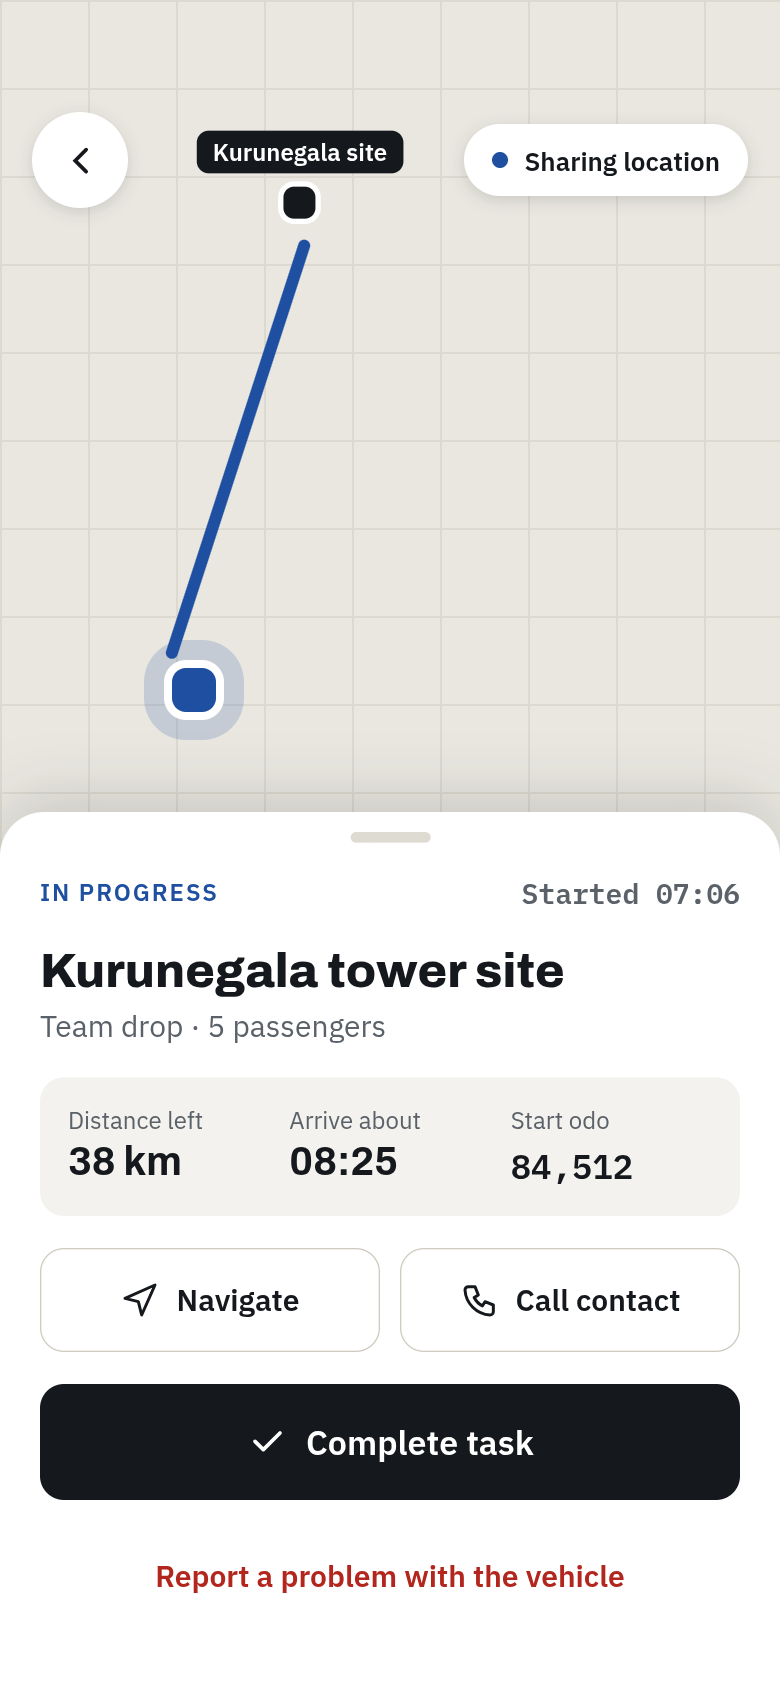 Kurunegala site
Sharing location
IN PROGRESS
Started 07:06
Kurunegala tower site
Team drop · 5 passengers
Distance left
Arrive about
Start odo
38 km
08:25
84,512
Navigate
Call contact
Complete task
Report a problem with the vehicle